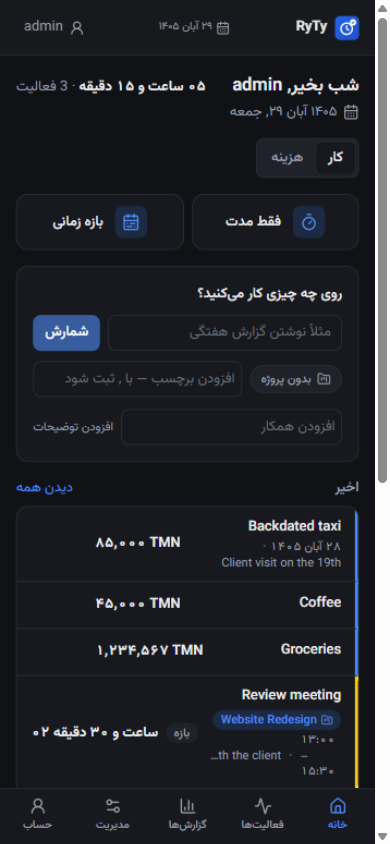 RyTy
۲۹ آبان ۱۴۰۵
admin
شب بخیر, admin
۰۵ ساعت و ۱۵ دقیقه · 3 فعالیت
۱۴۰۵ آبان ۲۹, جمعه
کار
هزینه
فقط مدت
بازه زمانی
روی چه چیزی کار می‌کنید؟
مثلاً نوشتن گزارش هفتگی
شمارش
بدون پروژه
افزودن برچسب – با , ثبت شود
افزودن همکار
افزودن توضیحات
اخیر
دیدن همه
Backdated taxi
۲۸ آبان ۱۴۰۵ ·
Client visit on the 19th
۸۵,۰۰۰ TMN
Coffee
۴۵,۰۰۰ TMN
Groceries
۱,۲۳۴,۵۶۷ TMN
Review meeting
Website Redesign
۱۳:۰۰
–
۱۵:۳۰
· ...th the client
بازه
۰۲ ساعت و ۳۰ دقیقه
خانه
فعالیت‌ها
گزارش‌ها
مدیریت
حساب